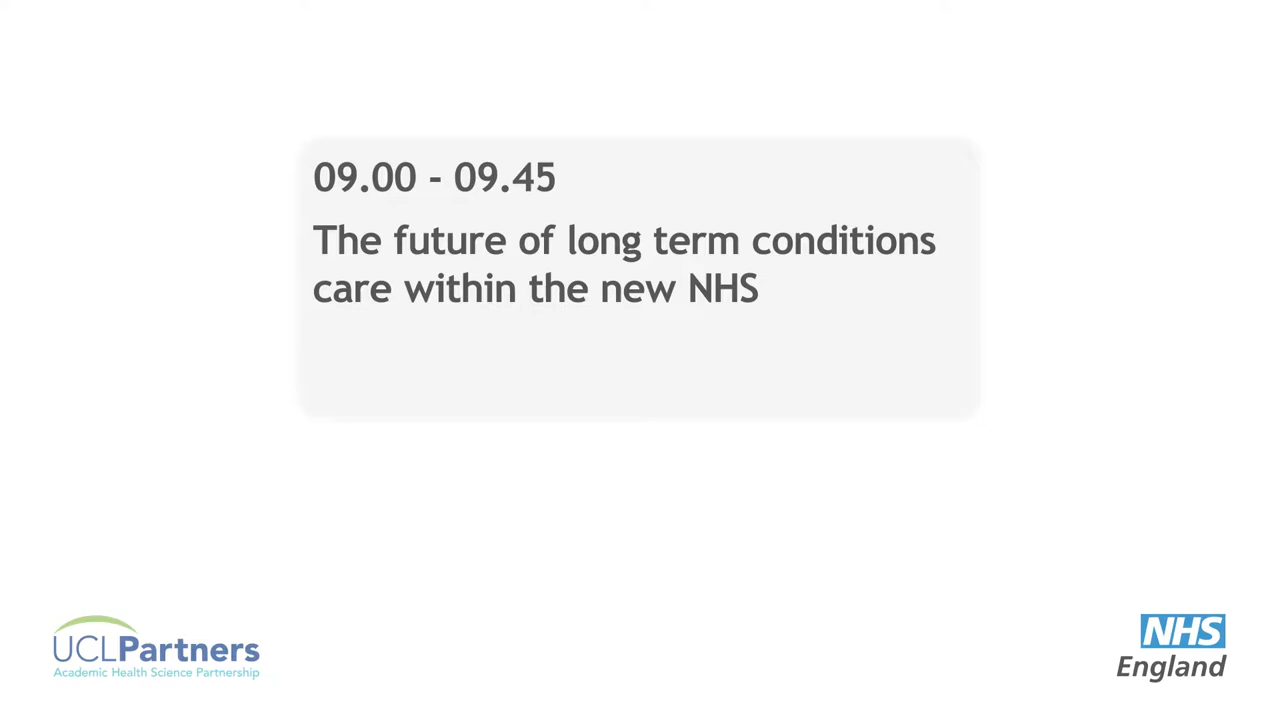 09.00 - 09.45
The future of long term conditions
care within the new NHS
UCLPartners
Academic Health Science Partnership
NHS
England